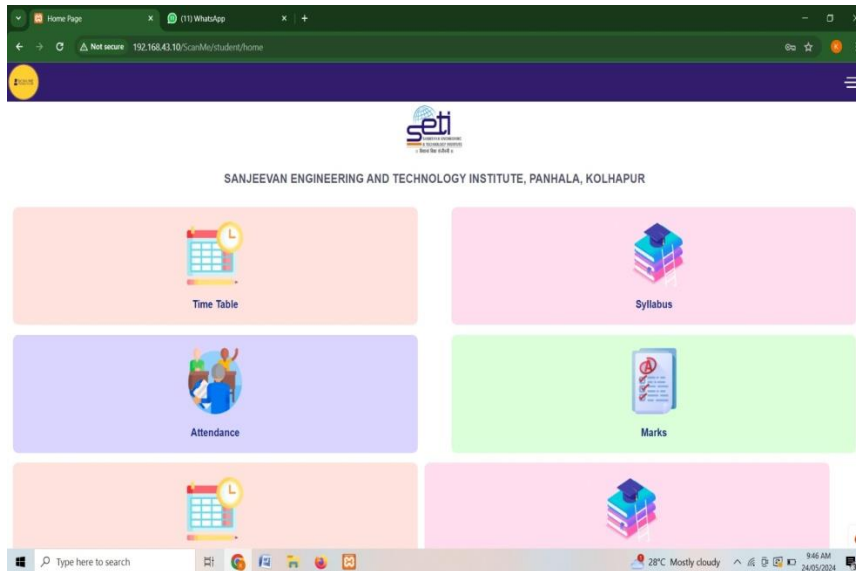 Home Page
(11) WhatsApp
Not secure 192.168.43.10/ScanMe/student/home
seti
SANJEEVAN ENGINEERING AND TECHNOLOGY INSTITUTE, PANHALA, KOLHAPUR
Time Table
Syllabus
Attendance
Marks
Type here to search
28°C Mostly cloudy
9:46 AM
24/05/2024